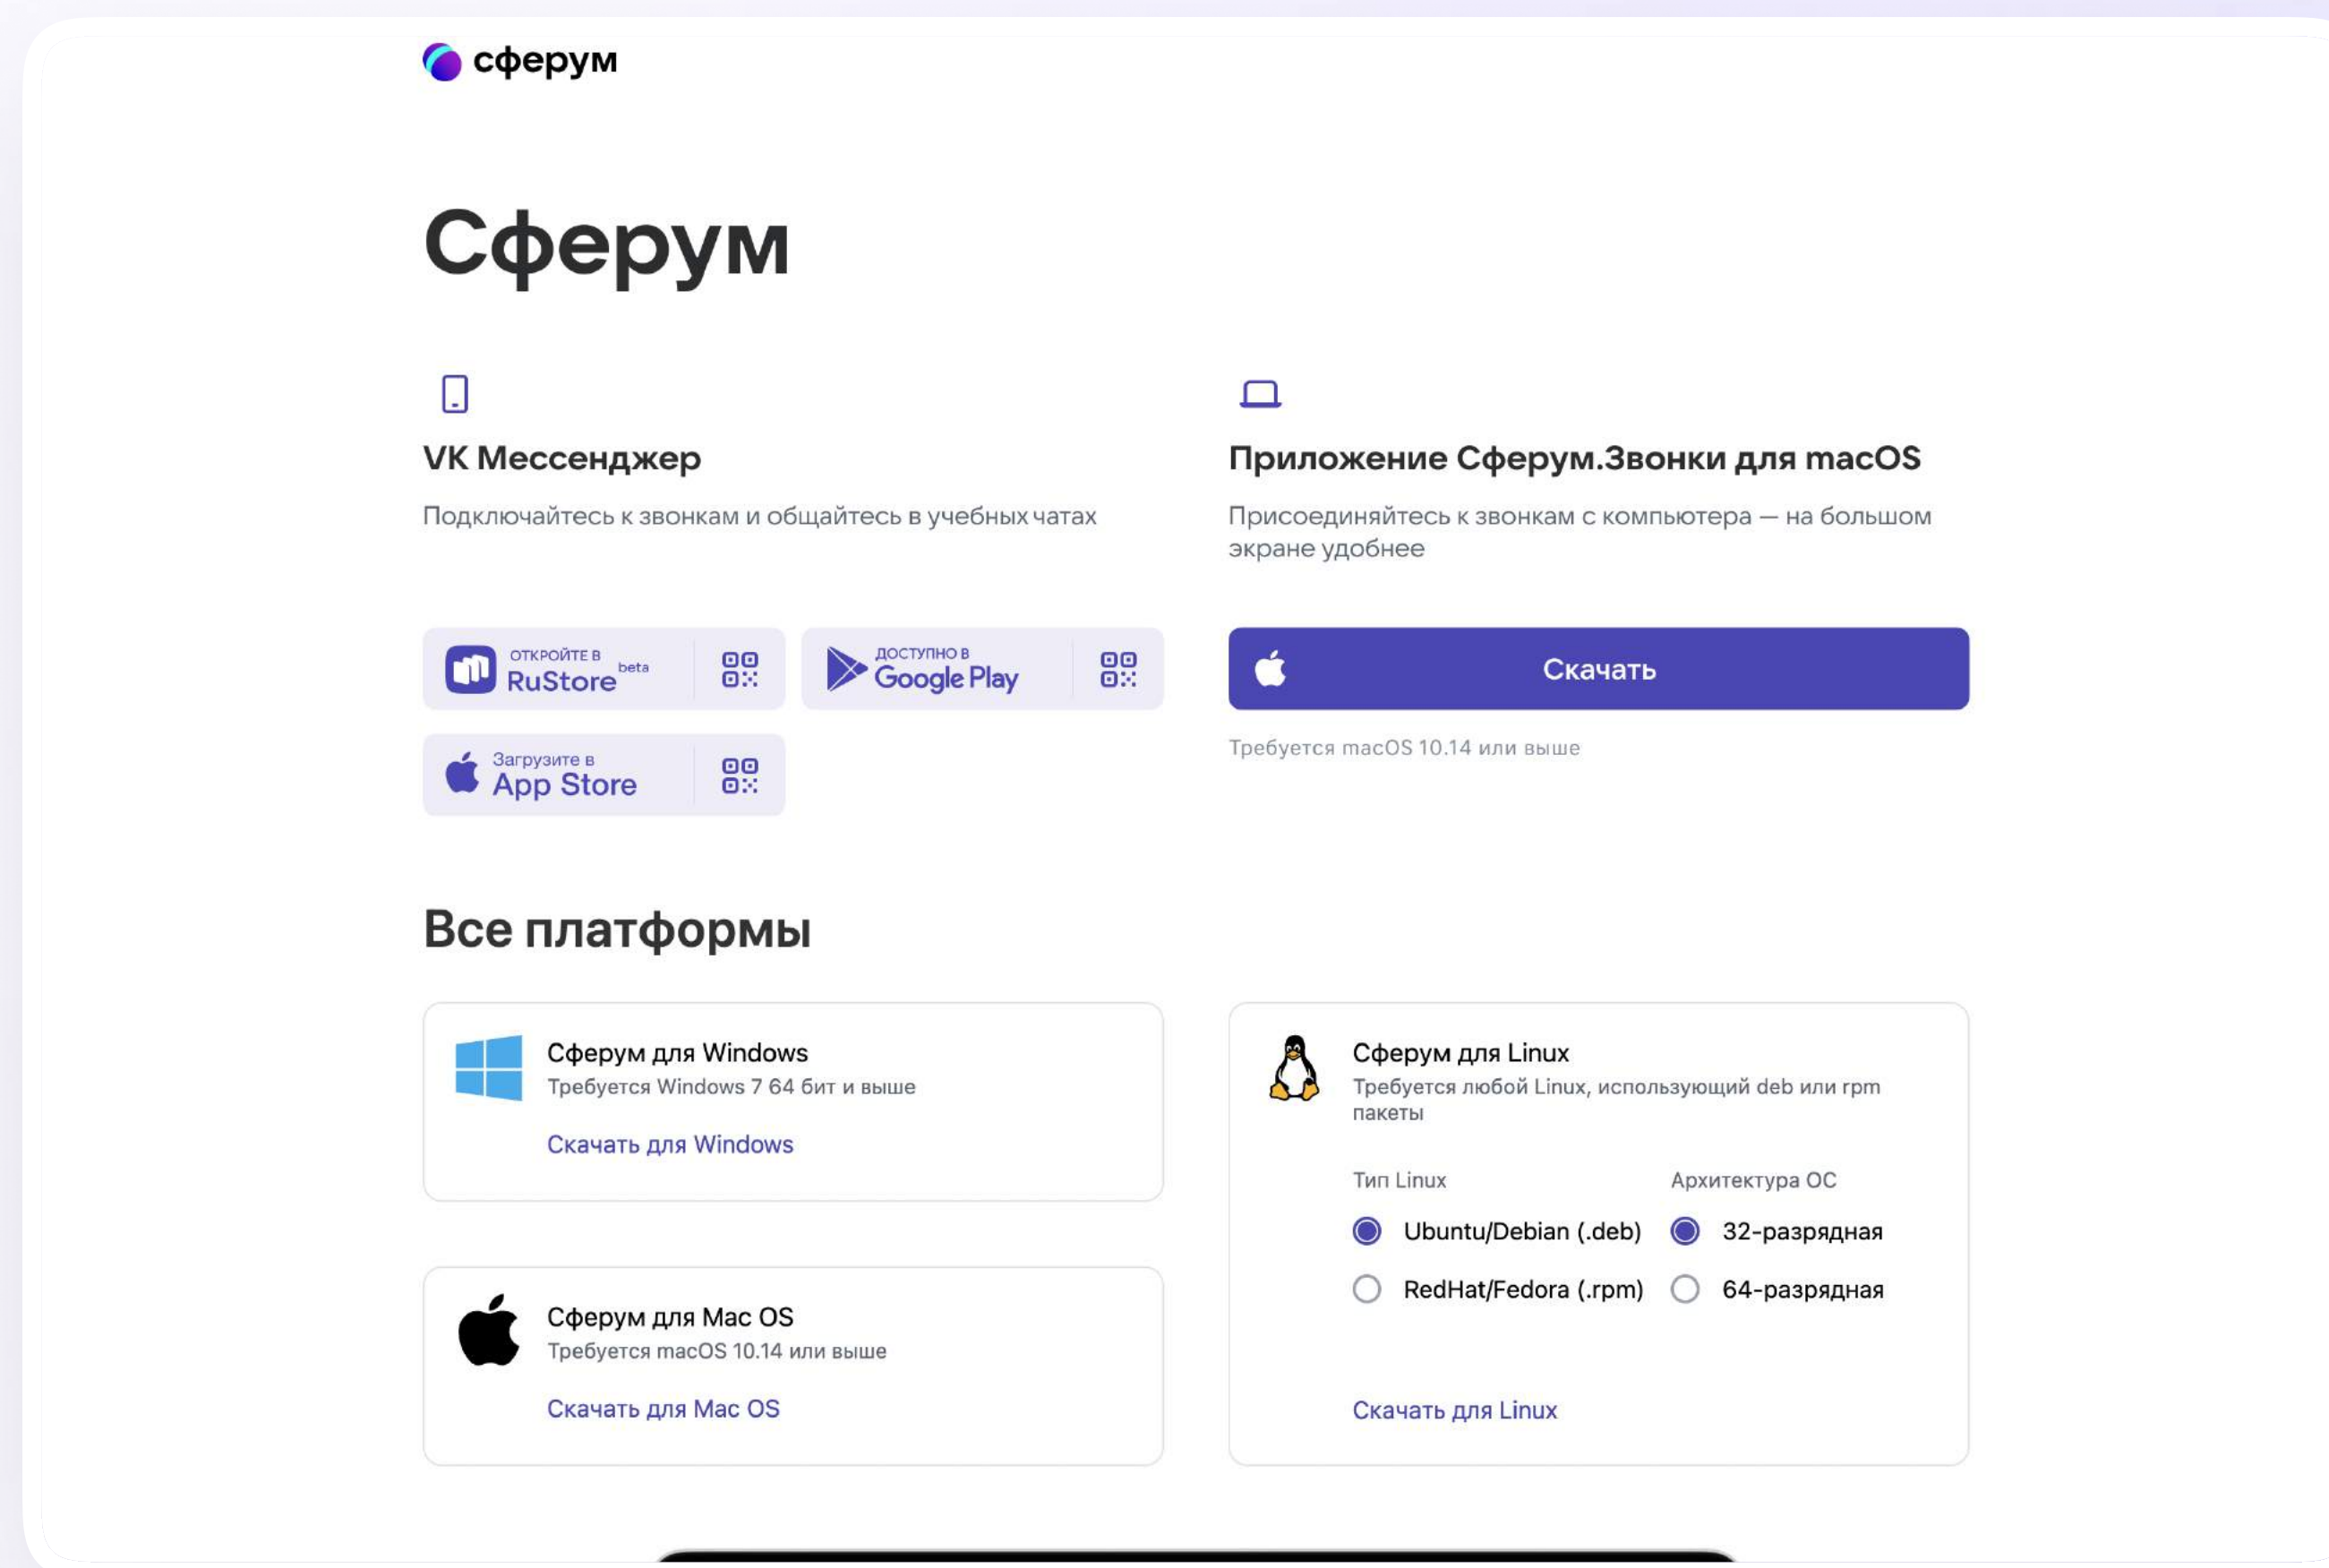 сферум
Сферум
VK Мессенджер
Подключайтесь к звонкам и общайтесь в учебных чатах
ОТКРОЙТЕ В
RuStore beta
ДОСТУПНО В
Google Play
Загрузите в
App Store
Приложение Сферум.Звонки для macOS
Присоединяйтесь к звонкам с компьютера — на большом
экране удобнее
Скачать
Требуется macOS 10.14 или выше
Все платформы
Сферум для Windows
Требуется Windows 7 64 бит и выше
Скачать для Windows
Сферум для Mac OS
Требуется macOS 10.14 или выше
Скачать для Mac OS
Сферум для Linux
Требуется любой Linux, использующий deb или rpm
пакеты
Тип Linux
Ubuntu/Debian (.deb)
RedHat/Fedora (.rpm)
Архитектура ОС
32-разрядная
64-разрядная
Скачать для Linux